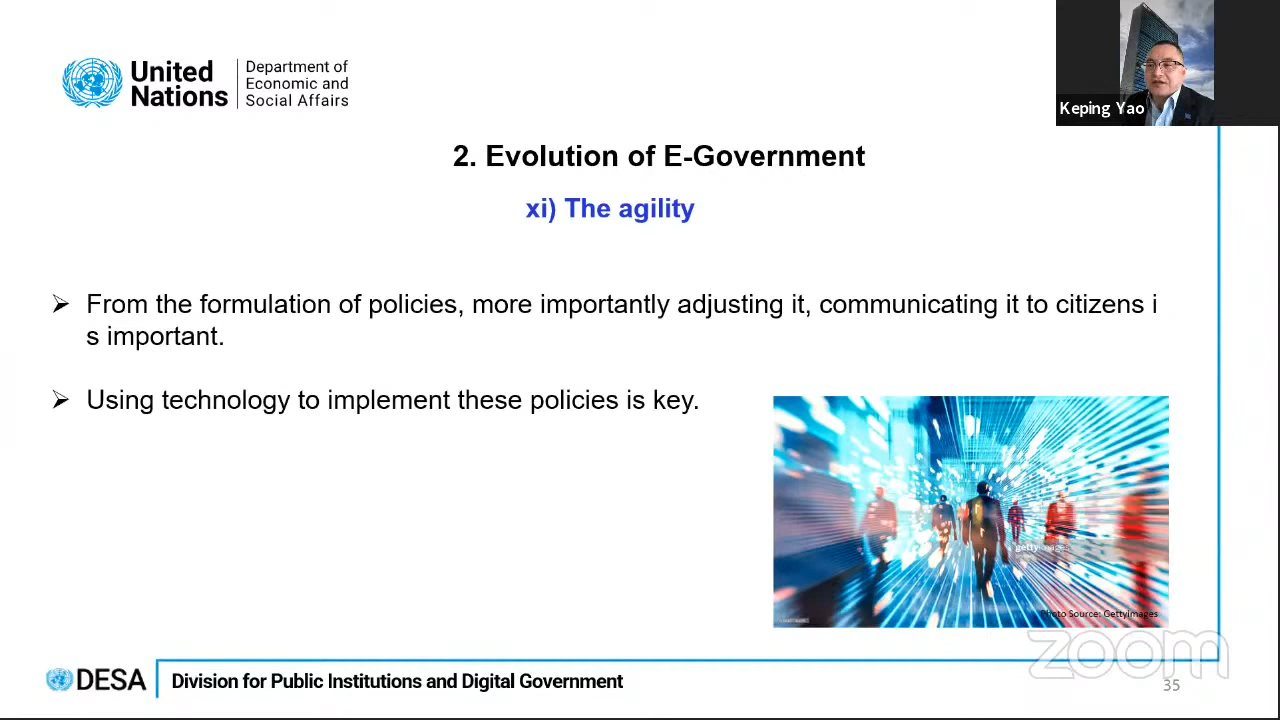 United
Nations
Department of
Economic and
Social Affairs
Keping Yao
2. Evolution of E-Government
xi) The agility
➢ From the formulation of policies, more importantly adjusting it, communicating it to citizens i
s important.
➢ Using technology to implement these policies is key.
gettyimages
Photo Source: Gettyimages
zoom
DESA
Division for Public Institutions and Digital Government
35